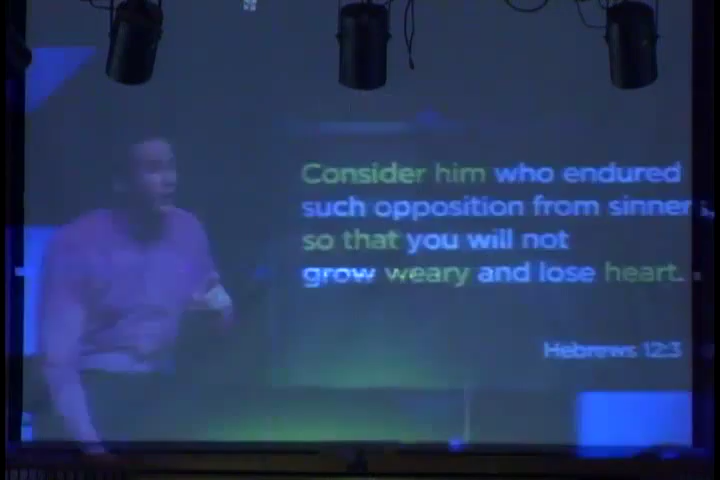 Consider him who endured
such opposition from sinners,
so that you will not
grow weary and lose heart.
Hebrews 12:3